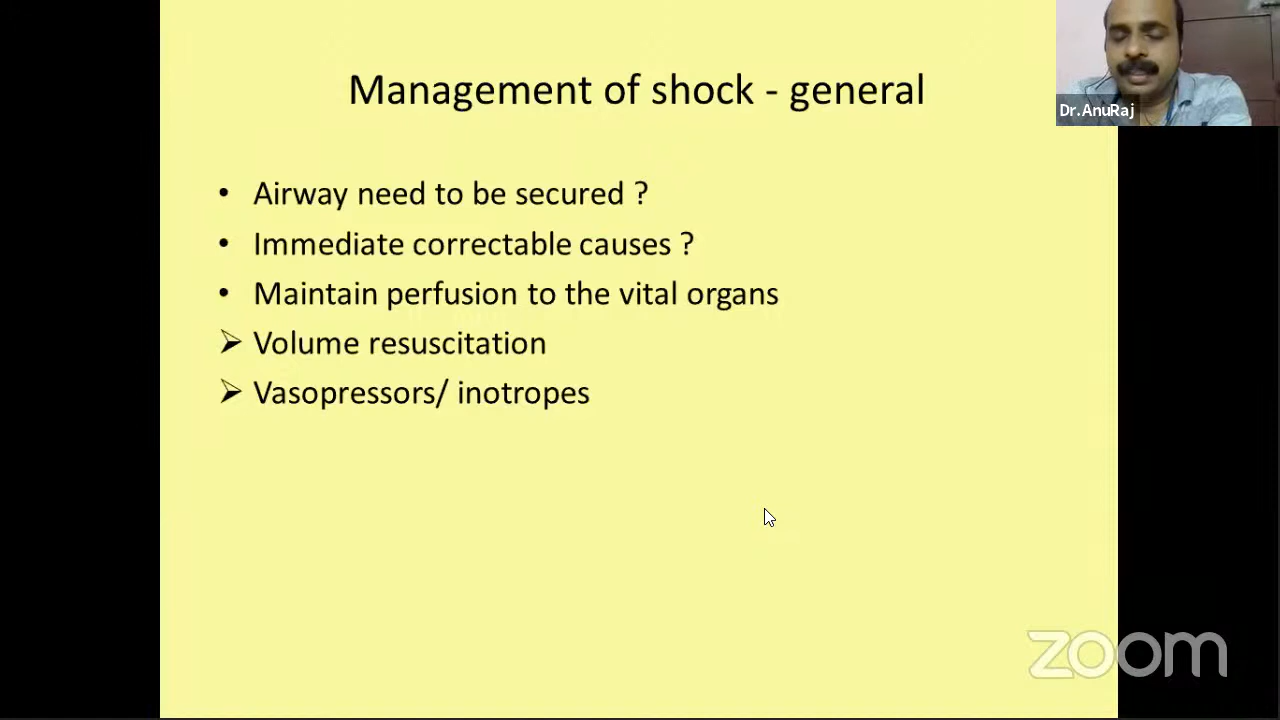 Management of shock - general
Dr.AnuRaj
• Airway need to be secured ?
• Immediate correctable causes ?
• Maintain perfusion to the vital organs
➢ Volume resuscitation
➢ Vasopressors/ inotropes
zoom